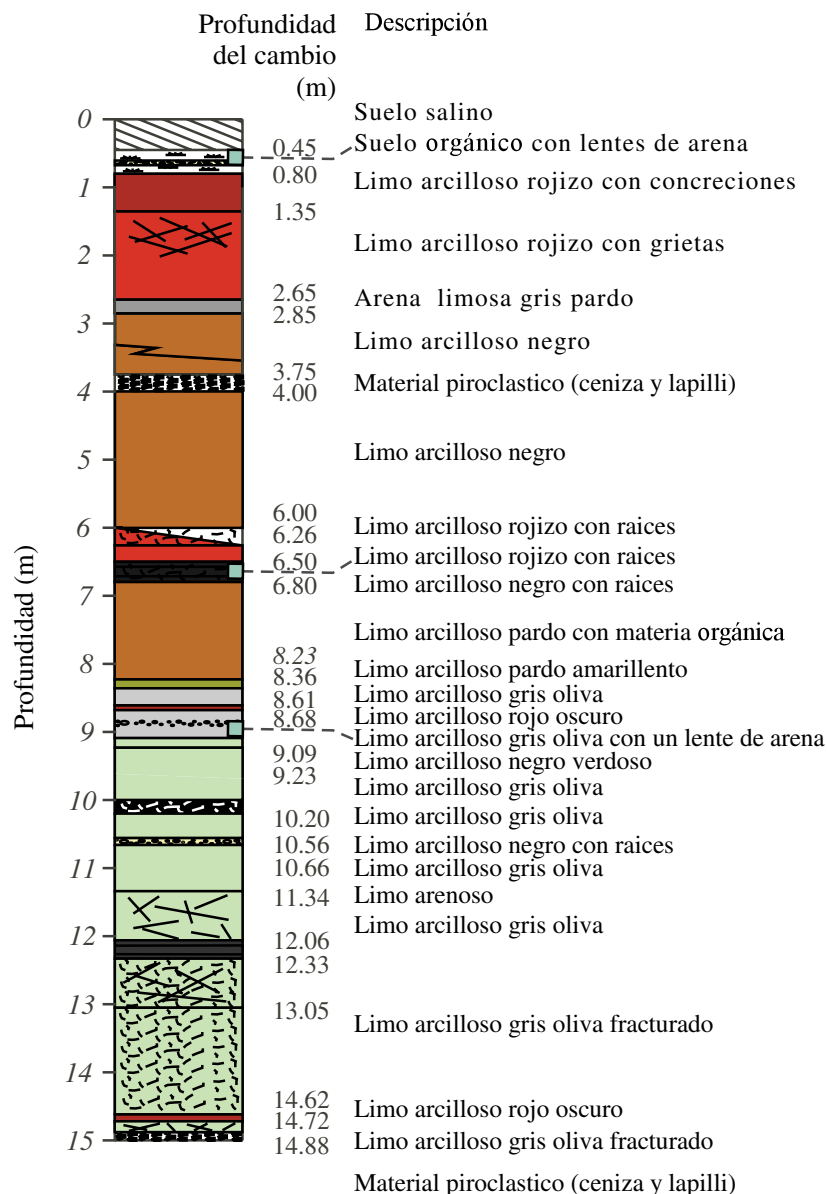 Profundidad
del cambio
(m)
Descripción
Profundidad (m)
0
1
2
3
4
5
6
7
8
9
10
11
12
13
14
15
0.45
0.80
1.35
2.65
2.85
3.75
4.00
6.00
6.26
6.50
6.80
8.23
8.36
8.61
8.68
9.09
9.23
10.20
10.56
10.66
11.34
12.06
12.33
13.05
14.62
14.72
14.88
Suelo salino
Suelo orgánico con lentes de arena
Limo arcilloso rojizo con concreciones
Limo arcilloso rojizo con grietas
Arena limosa gris pardo
Limo arcilloso negro
Material piroclastico (ceniza y lapilli)
Limo arcilloso negro
Limo arcilloso rojizo con raices
Limo arcilloso rojizo con raices
Limo arcilloso negro con raices
Limo arcilloso pardo con materia orgánica
Limo arcilloso pardo amarillento
Limo arcilloso gris oliva
Limo arcilloso rojo oscuro
Limo arcilloso gris oliva con un lente de arena
Limo arcilloso negro verdoso
Limo arcilloso gris oliva
Limo arcilloso gris oliva
Limo arcilloso negro con raices
Limo arcilloso gris oliva
Limo arenoso
Limo arcilloso gris oliva
Limo arcilloso gris oliva fracturado
Limo arcilloso rojo oscuro
Limo arcilloso gris oliva fracturado
Material piroclastico (ceniza y lapilli)